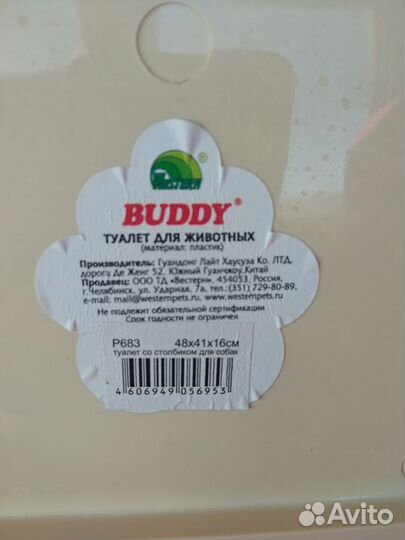 WESTERN ®
BUDDY®
ТУАЛЕТ ДЛЯ ЖИВОТНЫХ
(материал: пластик)
Производитель: Гуандонг Лайт Хаусуэа Ко. ЛТД,
дорога Де Женг 52, Южный Гуанчжоу,Китай
Продавец: ООО ТД «Вестерн», 454053, Россия,
г.Челябинск, ул. Ударная, 7а, тел.:(351) 729-80-89,
e-mail: mail@westernpets.ru, www.westernpets.ru
Не подлежит обязательной сертификации
Срок годности не ограничен
P683 48x41x16см
туалет со столбиком для собак
4 606949 056953
Avito